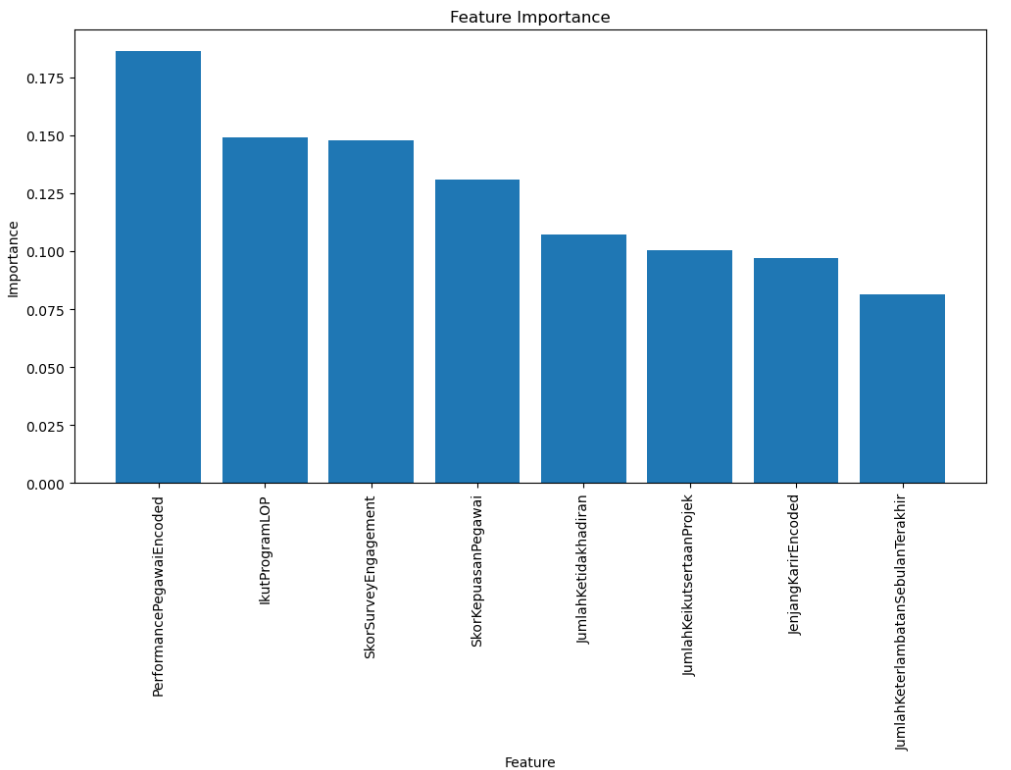 Feature Importance
Importance
0.175
0.150
0.125
0.100
0.075
0.050
0.025
0.000
PerformancePegawaiEncoded
IkutProgramLOP
SkorSurveyEngagement
SkorKepuasanPegawai
JumlahKetidakhadiran
JumlahKeikutsertaanProjek
JenjangKarirEncoded
JumlahKeterlambatanSebulanTerakhir
Feature